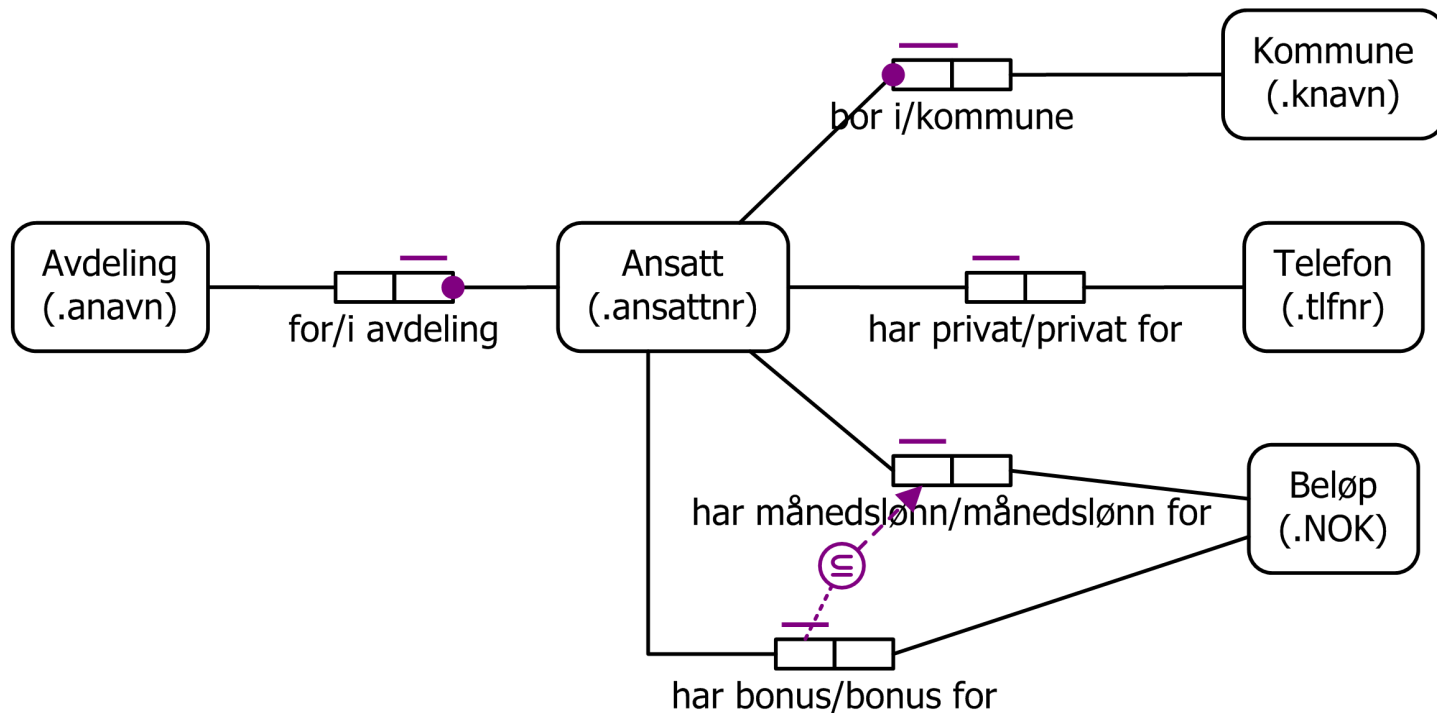 Kommune
(.knavn)
bor i/kommune
Avdeling
(.anavn)
for/i avdeling
Ansatt
(.ansattnr)
har privat/privat for
Telefon
(.tlfnr)
har månedslønn/månedslønn for
Beløp
(.NOK)
har bonus/bonus for